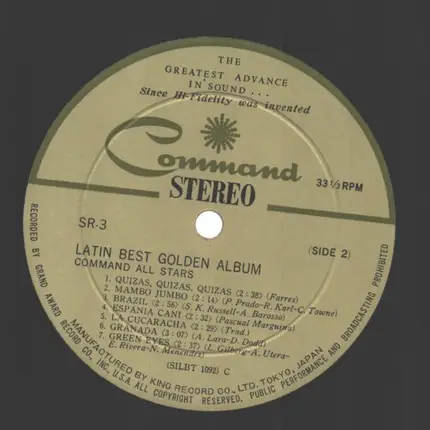 THE
GREATEST ADVANCE
IN SOUND...
Since Hi-Fidelity was invented
Command
STEREO
33⅓ RPM
SR-3
(SIDE 2)
LATIN BEST GOLDEN ALBUM
COMMAND ALL STARS
1. QUIZAS, QUIZAS, QUIZAS (2:38) (Farres)
2. MAMBO JUMBO (2:14) (P. Prado-R. Karl-C. Towne)
3. BRAZIL (2:56) (S. K. Russell-A. Barosso)
4. ESPANIA CANI (2:32) (Pascual Marguina)
5. LA CUCARACHA (2:29) (Trad.)
6. GRANADA (3:07) (A. Lara-D. Dodd)
7. GREEN EYES (2:37) (L. Gilberg-A. Utera-
E. Rivera-N. Menendre)
(SILBT 1092) C
RECORDED BY GRAND AWARD RECORD CO., INC., U.S.A. ALL COPYRIGHT RESERVED. PUBLIC PERFORMANCE AND BROADCASTING PROHIBITED
MANUFACTURED BY KING RECORD CO., LTD, TOKYO, JAPAN